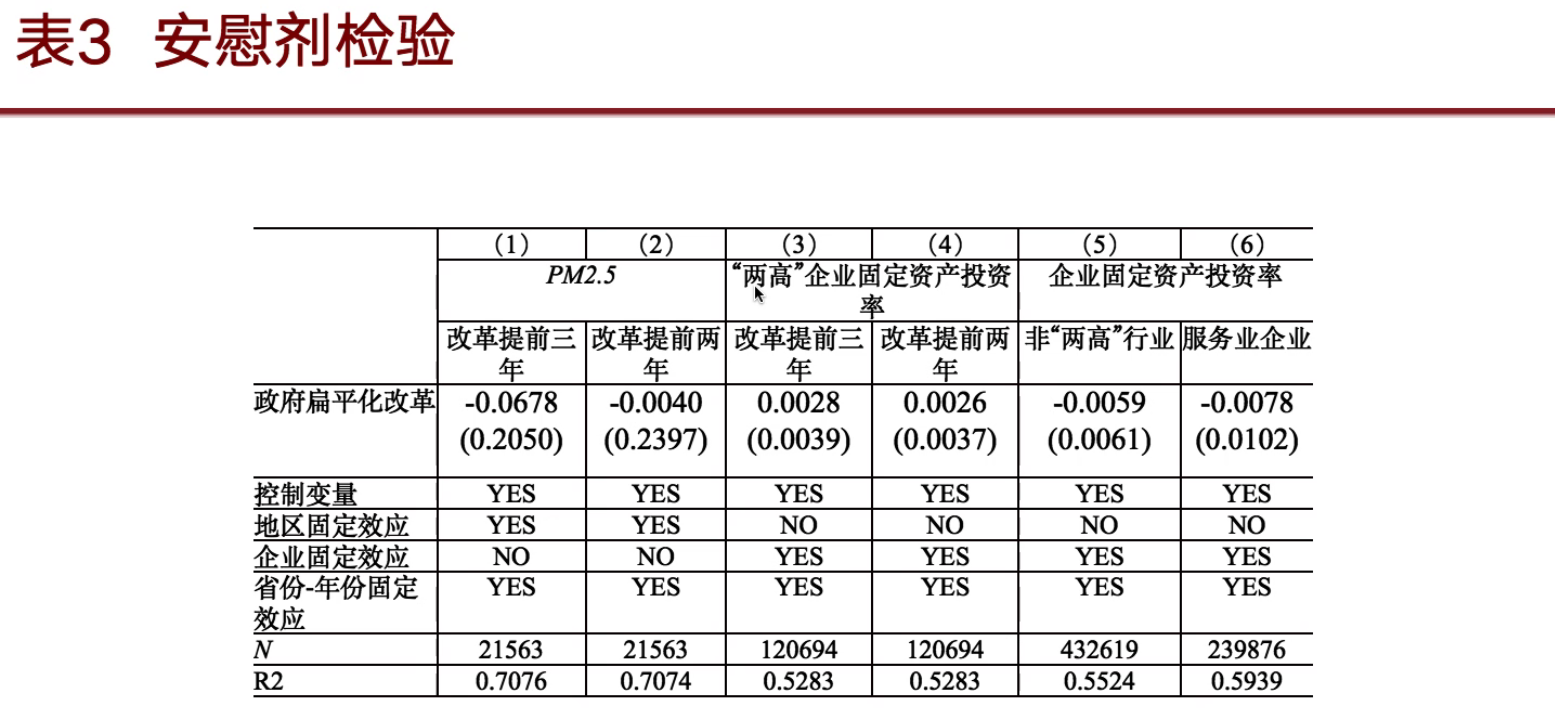 表3 安慰剂检验
(1) (2) (3) (4) (5) (6)
PM2.5 “两高”企业固定资产投资率 企业固定资产投资率
改革提前三年 改革提前两年 改革提前三年 改革提前两年 非“两高”行业 服务业企业
政府扁平化改革 -0.0678 -0.0040 0.0028 0.0026 -0.0059 -0.0078
(0.2050) (0.2397) (0.0039) (0.0037) (0.0061) (0.0102)
控制变量 YES YES YES YES YES YES
地区固定效应 YES YES NO NO NO NO
企业固定效应 NO NO YES YES YES YES
省份-年份固定效应 YES YES YES YES YES YES
N 21563 21563 120694 120694 432619 239876
R2 0.7076 0.7074 0.5283 0.5283 0.5524 0.5939